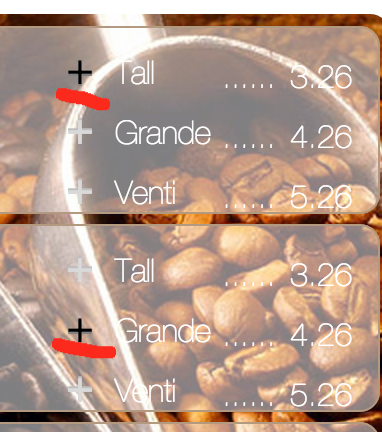 + Tall ...... 3.26
+ Grande ...... 4.26
+ Venti ...... 5.26
+ Tall ...... 3.26
+ Grande ...... 4.26
+ Venti ...... 5.26